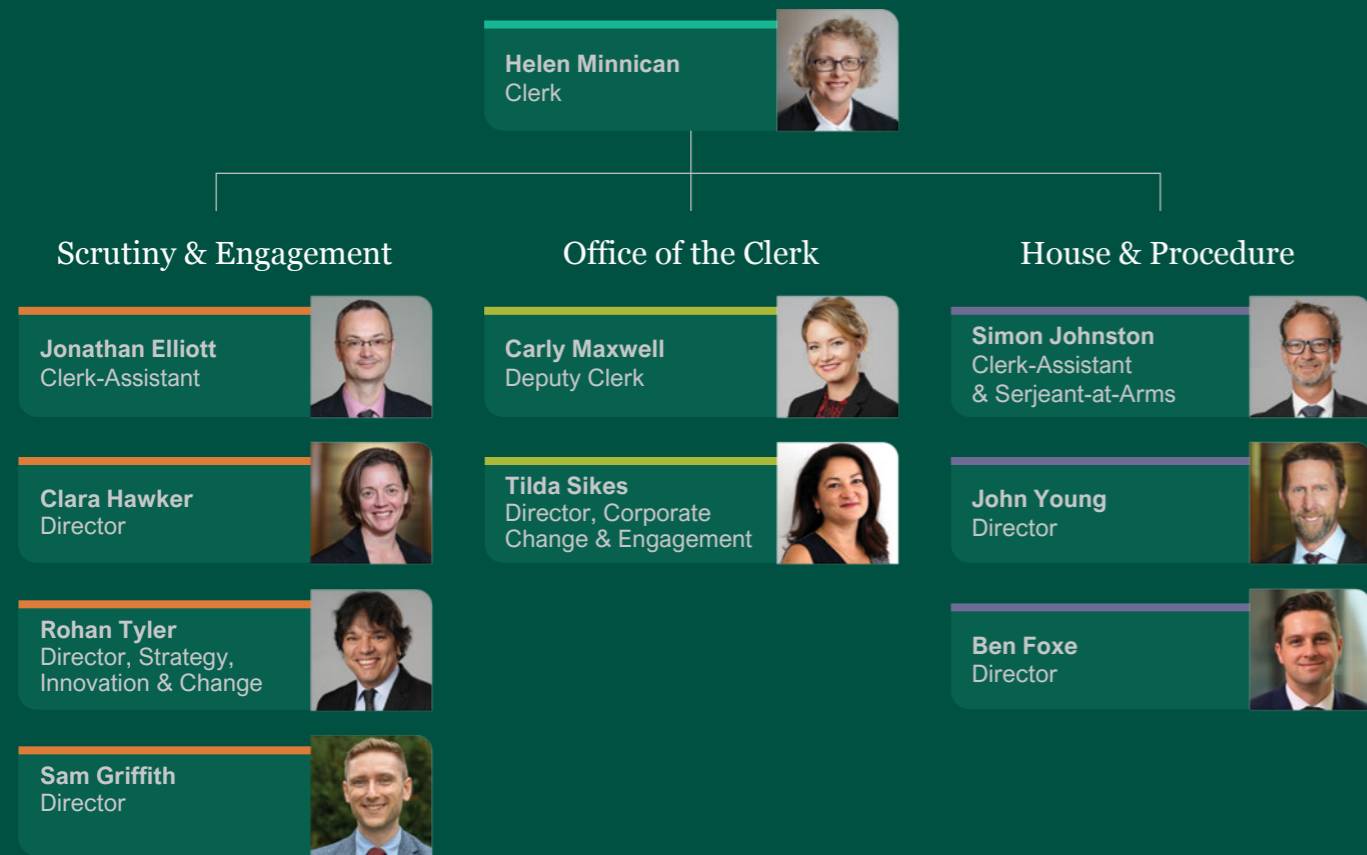 Helen Minnican
Clerk
Scrutiny & Engagement
Jonathan Elliott
Clerk-Assistant
Clara Hawker
Director
Rohan Tyler
Director, Strategy,
Innovation & Change
Sam Griffith
Director
Office of the Clerk
Carly Maxwell
Deputy Clerk
Tilda Sikes
Director, Corporate
Change & Engagement
House & Procedure
Simon Johnston
Clerk-Assistant
& Serjeant-at-Arms
John Young
Director
Ben Foxe
Director